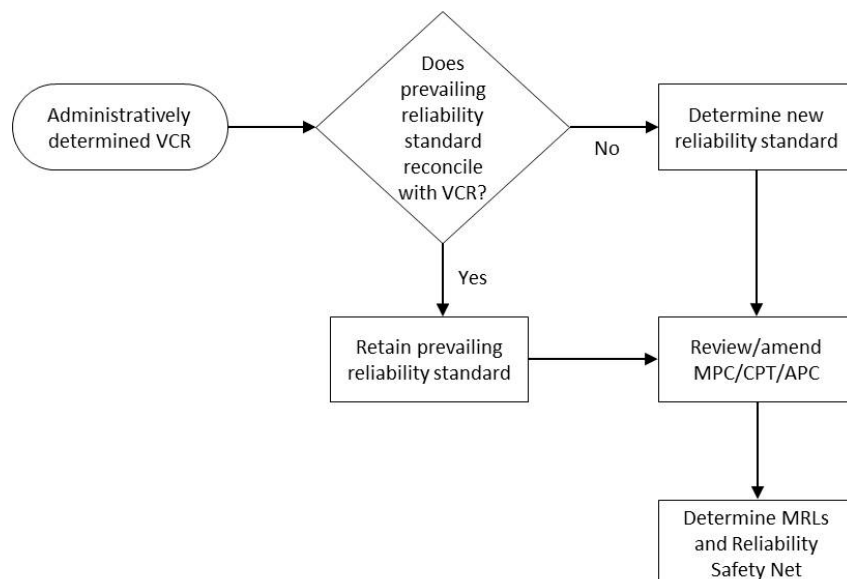 Administratively
determined VCR
Does
prevailing
reliability
standard
reconcile
with VCR?
No
Determine new
reliability standard
Yes
Retain prevailing
reliability standard
Review/amend
MPC/CPT/APC
Determine MRLs
and Reliability
Safety Net